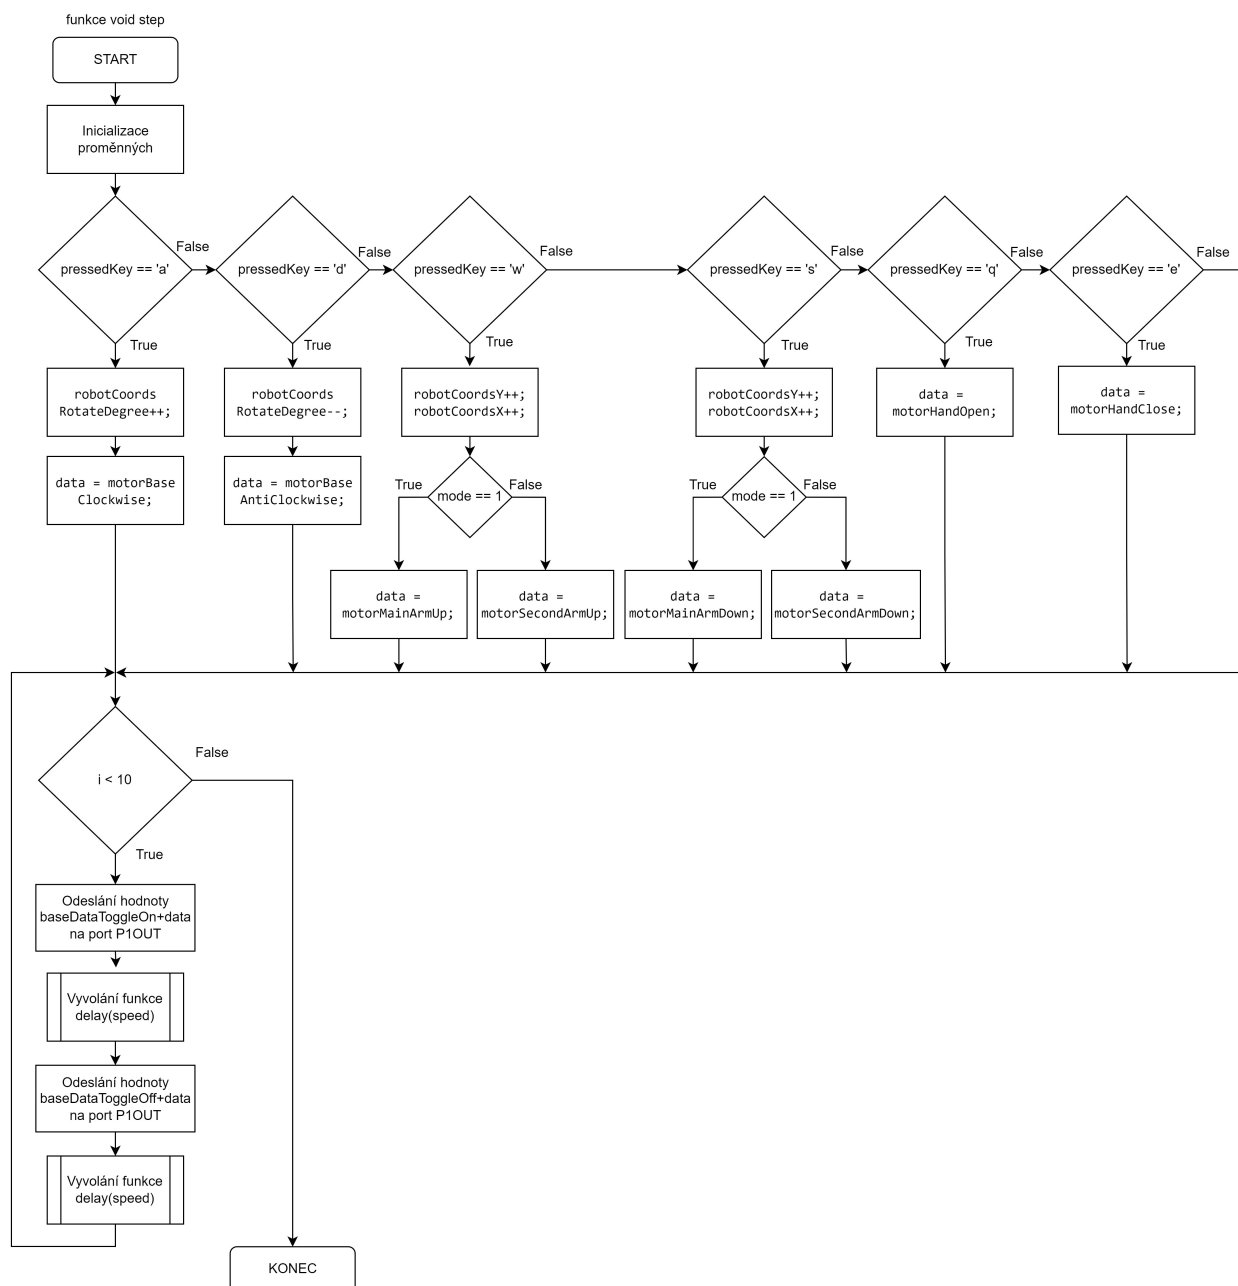 funkce void step
START
Inicializace
proměnných
pressedKey == 'a'
False
True
pressedKey == 'd'
False
True
pressedKey == 'w'
False
True
pressedKey == 's'
False
True
pressedKey == 'q'
False
True
pressedKey == 'e'
False
True
robotCoords
RotateDegree++;
data = motorBase
Clockwise;
robotCoords
RotateDegree--;
data = motorBase
AntiClockwise;
robotCoordsY++;
robotCoordsX++;
True
mode == 1
False
data =
motorMainArmUp;
data =
motorSecondArmUp;
robotCoordsY++;
robotCoordsX++;
True
mode == 1
False
data =
motorMainArmDown;
data =
motorSecondArmDown;
data =
motorHandOpen;
data =
motorHandClose;
i < 10
False
True
Odeslání hodnoty
baseDataToggleOn+data
na port P1OUT
Vyvolání funkce
delay(speed)
Odeslání hodnoty
baseDataToggleOff+data
na port P1OUT
Vyvolání funkce
delay(speed)
KONEC